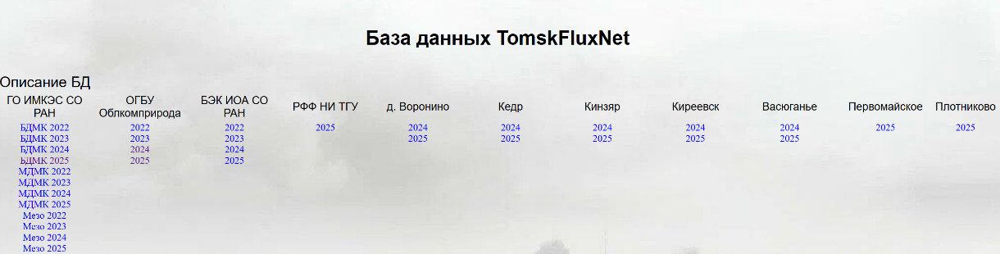 База данных TomskFluxNet
Описание БД
ГО ИМКЭС СО РАН ОГБУ Облкомприрода БЭК ИОА СО РАН РФФ НИ ТГУ д. Воронино Кедр Кинзяр Киреевск Васюганье Первомайское Плотниково
БДМК 2022 2022 2022 2025 2024 2024 2024 2024 2024 2025 2025
БДМК 2023 2023 2023 2025 2025 2025 2025 2025
БДМК 2024 2024 2024
БДМК 2025 2025 2025
МДМК 2022
МДМК 2023
МДМК 2024
МДМК 2025
Мезо 2022
Мезо 2023
Мезо 2024
Мезо 2025